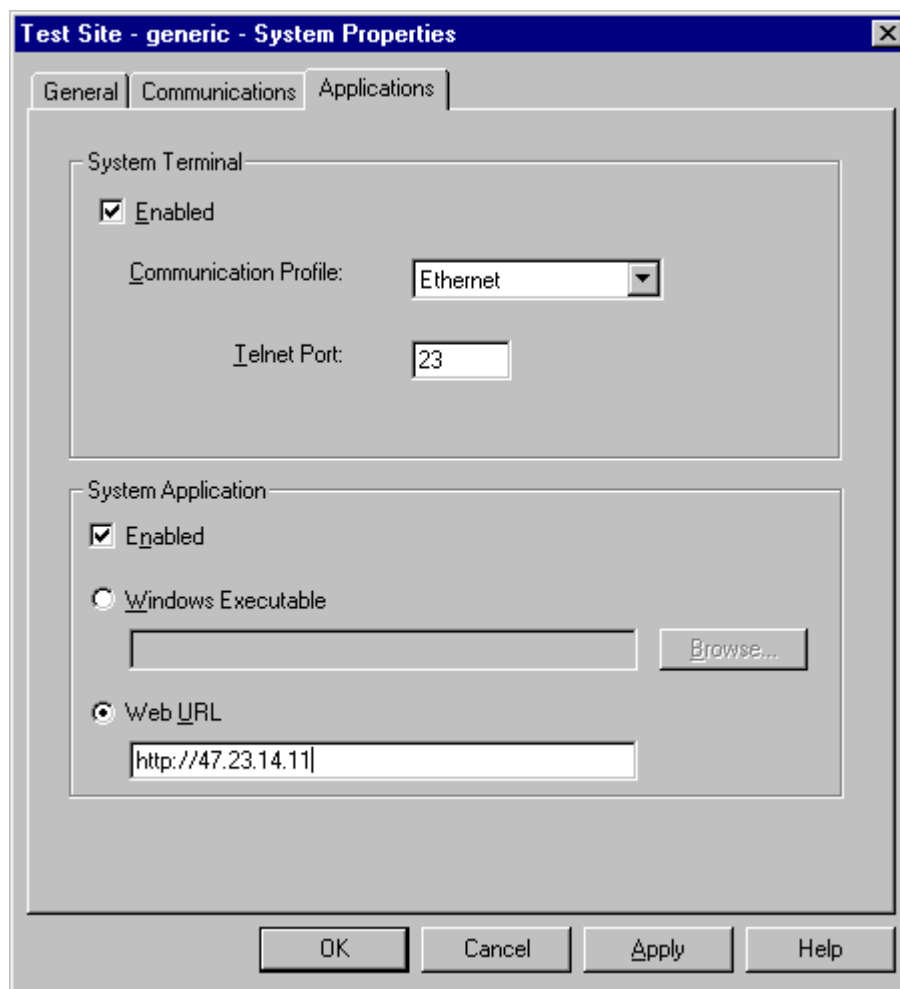 Test Site - generic - System Properties
General Communications Applications
System Terminal
Enabled
Communication Profile: Ethernet
Telnet Port: 23
System Application
Enabled
Windows Executable
Browse...
Web URL
http://47.23.14.11
OK Cancel Apply Help